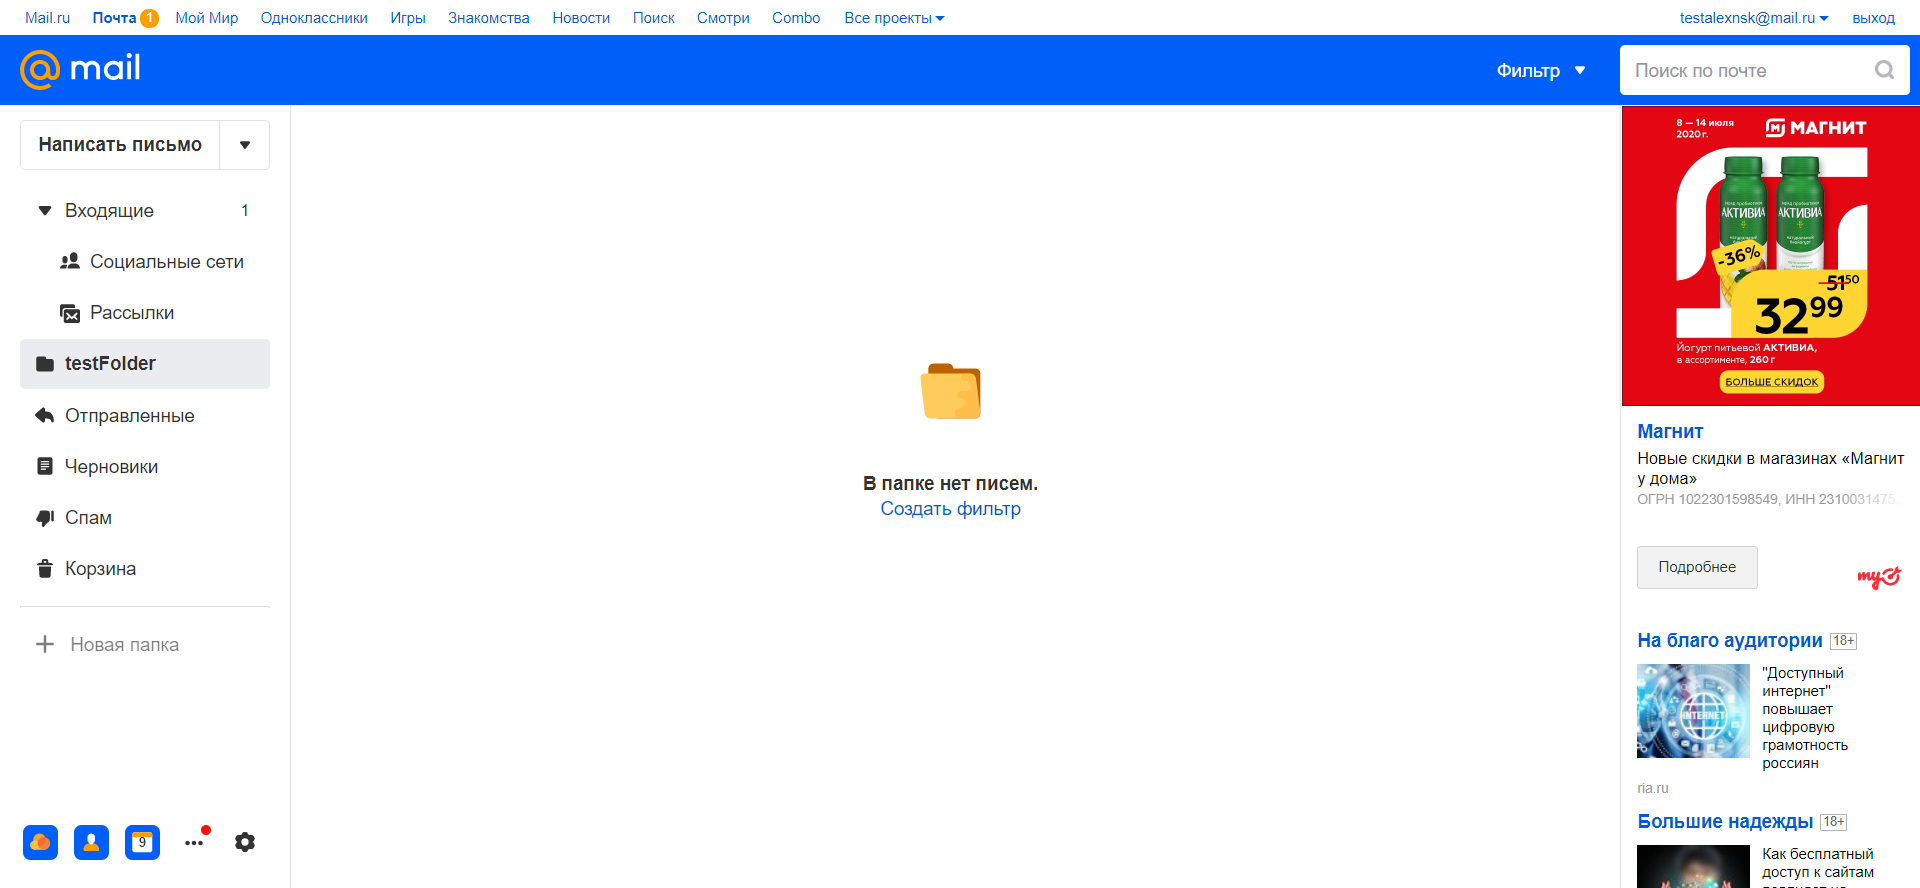 Mail.ru Почта 1 Мой Мир Одноклассники Игры Знакомства Новости Поиск Смотри Combo Все проекты testalexnsk@mail.ru выход
@mail Фильтр Поиск по почте
Написать письмо
Входящие 1
Социальные сети
Рассылки
testFolder
Отправленные
Черновики
Спам
Корзина
Новая папка
9
В папке нет писем.
Создать фильтр
8 — 14 июля
2020 г.
МАГНИТ
АКТИВИА АКТИВИА
-36%
51 50
32 99
Йогурт питьевой АКТИВИА,
в ассортименте, 260 г
БОЛЬШЕ СКИДОК
Магнит
Новые скидки в магазинах «Магнит
у дома»
ОГРН 1022301598549, ИНН 2310031475,
Подробнее
my
На благо аудитории 18+
INTERNET
"Доступный
интернет"
повышает
цифровую
грамотность
россиян
ria.ru
Большие надежды 18+
Как бесплатный
доступ к сайтам